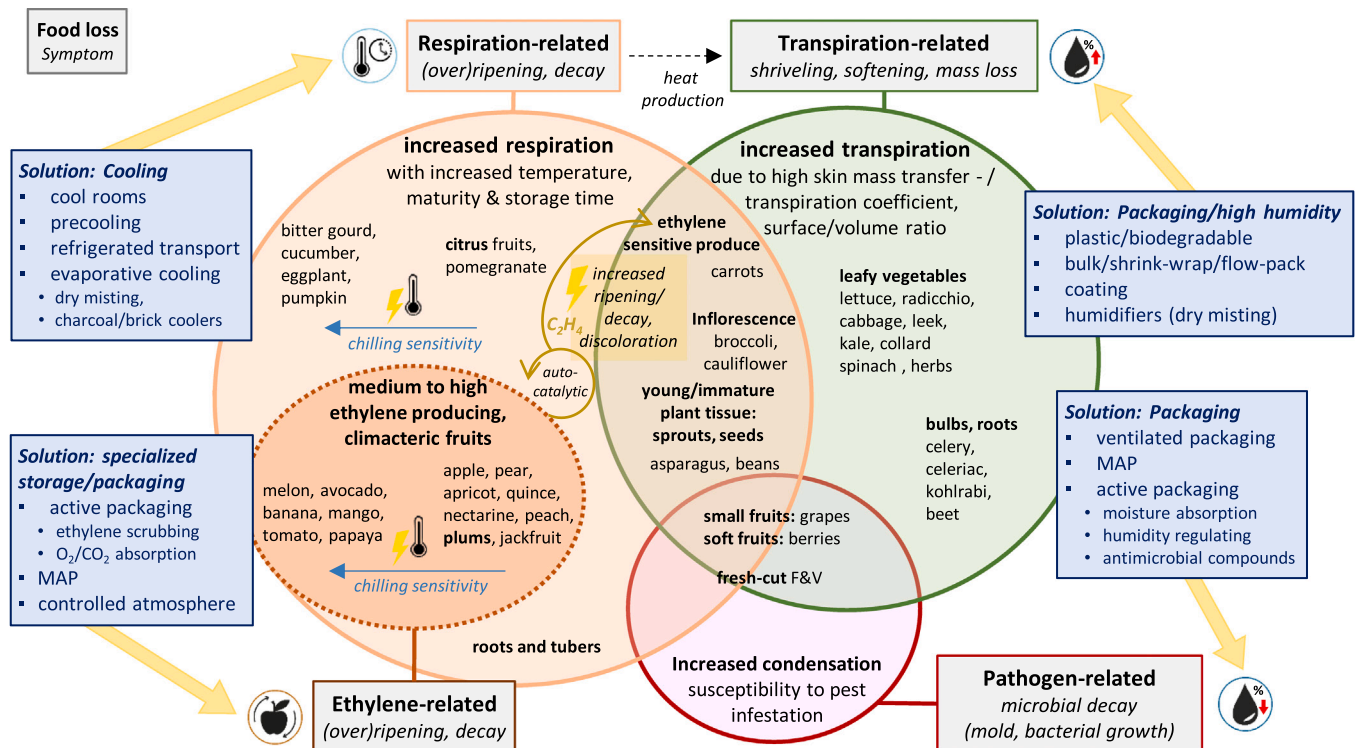 Food loss
Symptom
Respiration-related
(over)ripening, decay
heat
production
Transpiration-related
shriveling, softening, mass loss
%
Solution: Cooling
▪ cool rooms
▪ precooling
▪ refrigerated transport
▪ evaporative cooling
• dry misting,
• charcoal/brick coolers
increased respiration
with increased temperature,
maturity & storage time
bitter gourd,
cucumber,
eggplant,
pumpkin
citrus fruits,
pomegranate
chilling sensitivity
ethylene
sensitive produce
carrots
increased
ripening/
decay,
discoloration
C₂H₄
auto-
catalytic
Inflorescence
broccoli,
cauliflower
young/immature
plant tissue:
sprouts, seeds
asparagus, beans
increased transpiration
due to high skin mass transfer - /
transpiration coefficient,
surface/volume ratio
leafy vegetables
lettuce, radicchio,
cabbage, leek,
kale, collard
spinach , herbs
bulbs, roots
celery,
celeriac,
kohlrabi,
beet
Solution: Packaging/high humidity
▪ plastic/biodegradable
▪ bulk/shrink-wrap/flow-pack
▪ coating
▪ humidifiers (dry misting)
medium to high
ethylene producing,
climacteric fruits
melon, avocado,
banana, mango,
tomato, papaya
apple, pear,
apricot, quince,
nectarine, peach,
plums, jackfruit
chilling sensitivity
roots and tubers
small fruits: grapes
soft fruits: berries
fresh-cut F&V
Increased condensation
susceptibility to pest
infestation
Solution: specialized
storage/packaging
▪ active packaging
• ethylene scrubbing
• O₂/CO₂ absorption
▪ MAP
▪ controlled atmosphere
Solution: Packaging
▪ ventilated packaging
▪ MAP
▪ active packaging
• moisture absorption
• humidity regulating
• antimicrobial compounds
Ethylene-related
(over)ripening, decay
Pathogen-related
microbial decay
(mold, bacterial growth)
%